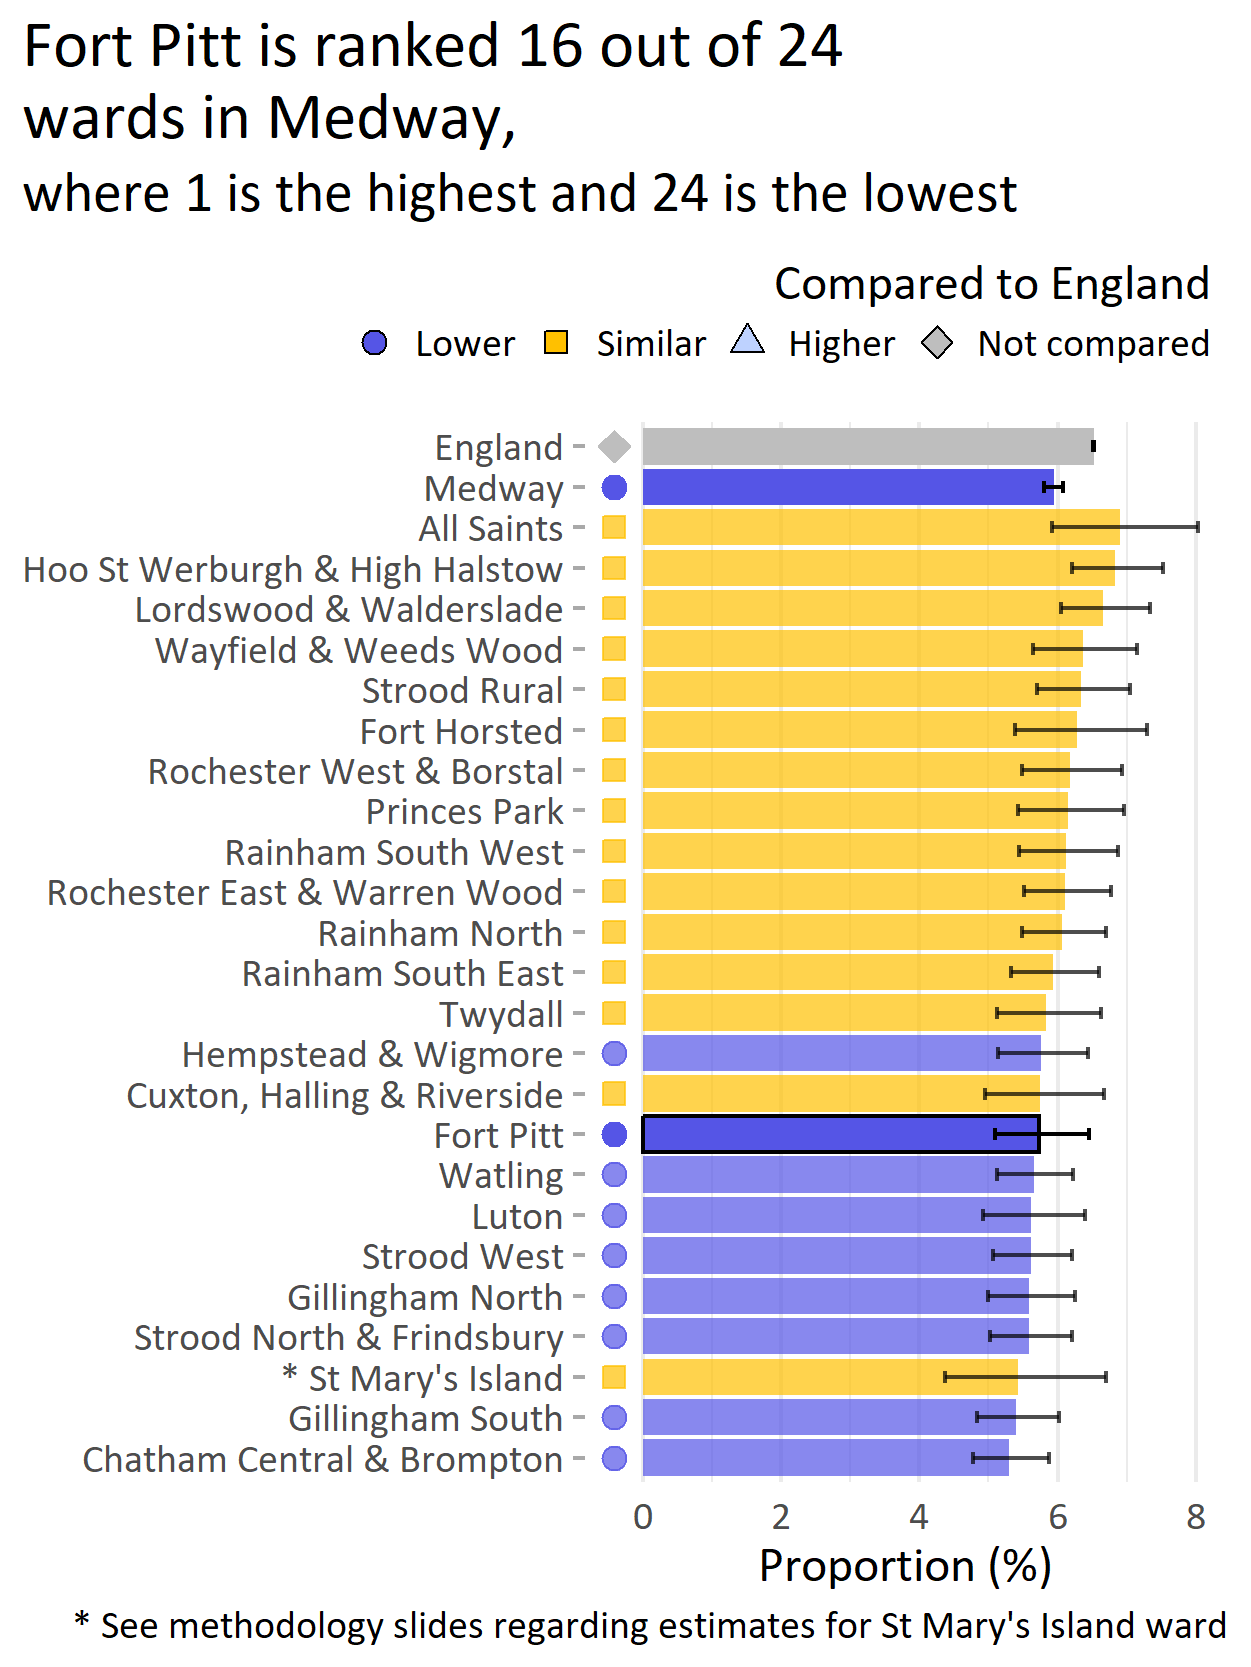 Fort Pitt is ranked 16 out of 24
wards in Medway,
where 1 is the highest and 24 is the lowest
Compared to England
Lower Similar Higher Not compared
England
Medway
All Saints
Hoo St Werburgh & High Halstow
Lordswood & Walderslade
Wayfield & Weeds Wood
Strood Rural
Fort Horsted
Rochester West & Borstal
Princes Park
Rainham South West
Rochester East & Warren Wood
Rainham North
Rainham South East
Twydall
Hempstead & Wigmore
Cuxton, Halling & Riverside
Fort Pitt
Watling
Luton
Strood West
Gillingham North
Strood North & Frindsbury
* St Mary's Island
Gillingham South
Chatham Central & Brompton
0 2 4 6 8
Proportion (%)
* See methodology slides regarding estimates for St Mary's Island ward